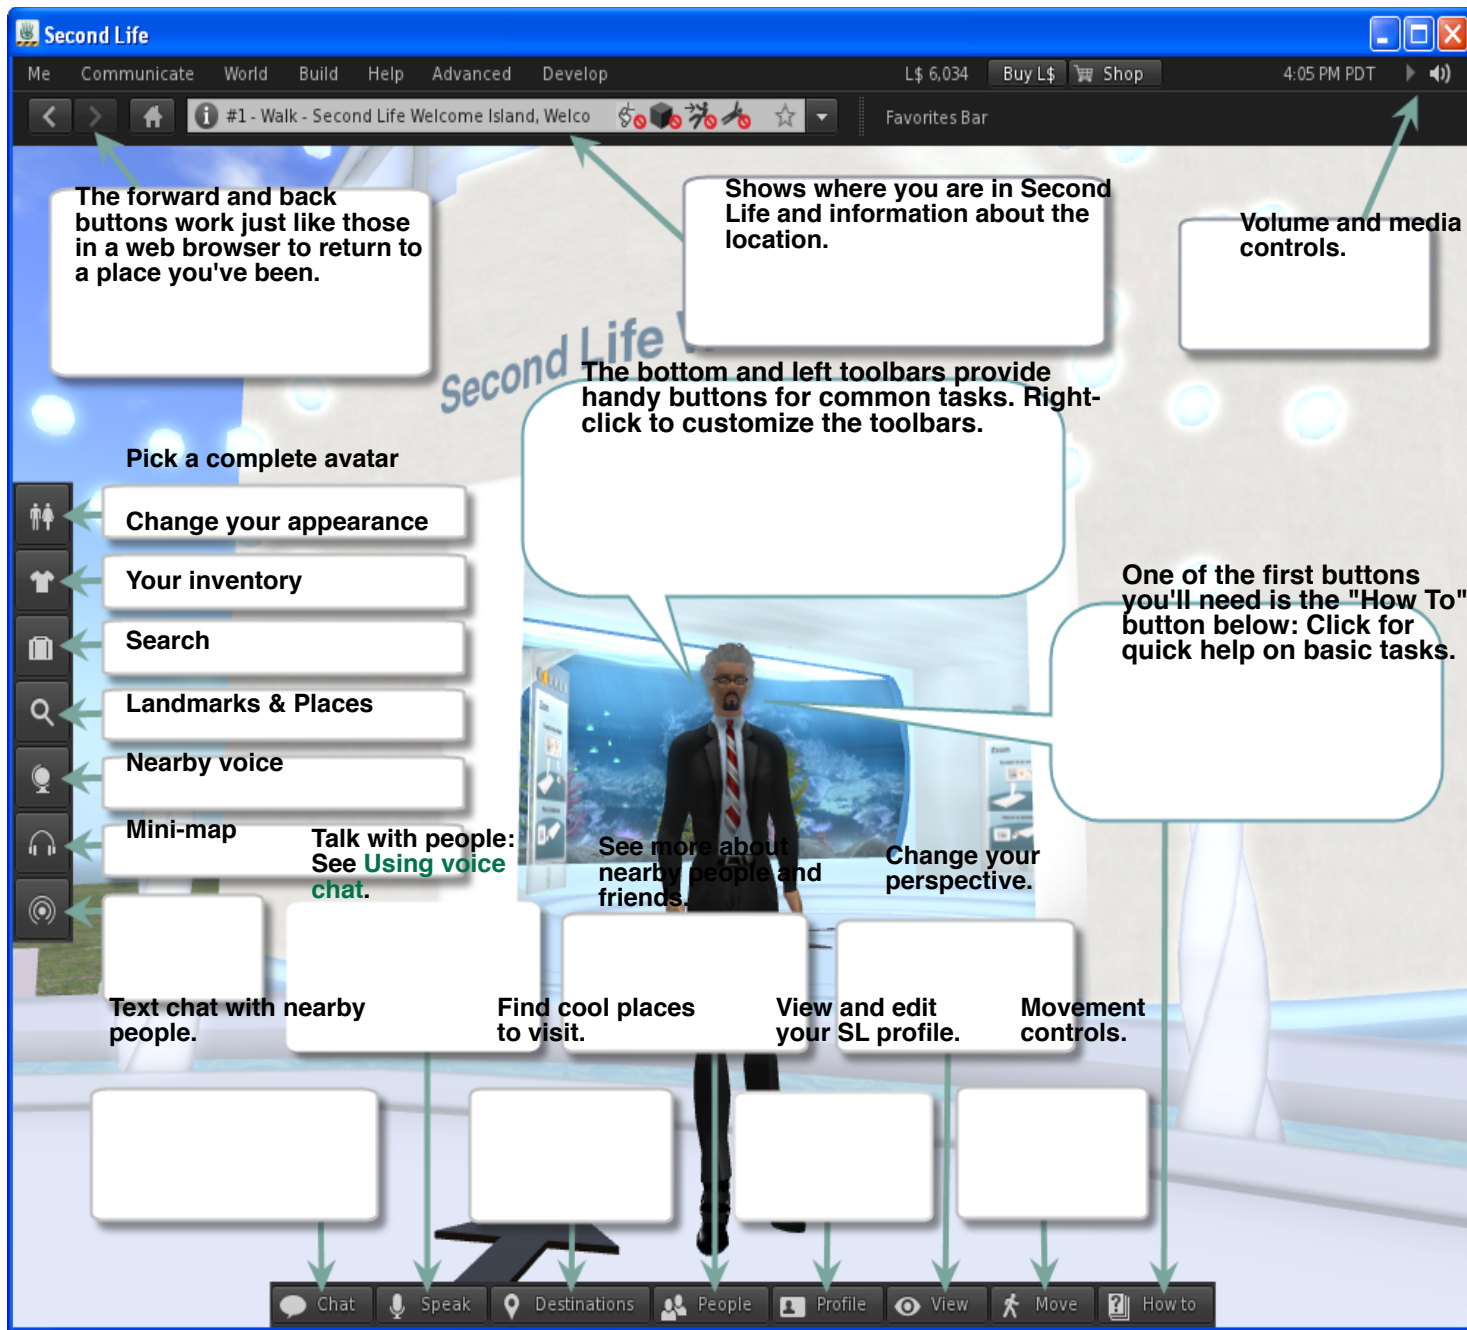 Second Life
Me Communicate World Build Help Advanced Develop L$ 6,034 Buy L$ Shop 4:05 PM PDT
#1 - Walk - Second Life Welcome Island, Welco Favorites Bar
The forward and back
buttons work just like those
in a web browser to return to
a place you've been.
Shows where you are in Second
Life and information about the
location.
Volume and media
controls.
Second Life W
The bottom and left toolbars provide
handy buttons for common tasks. Right-
click to customize the toolbars.
Pick a complete avatar
Change your appearance
Your inventory
Search
Landmarks & Places
Nearby voice
Mini-map
One of the first buttons
you'll need is the "How To"
button below: Click for
quick help on basic tasks.
Zoom
Zoom
Talk with people:
See Using voice
chat.
See more about
nearby people and
friends.
Change your
perspective.
Text chat with nearby
people.
Find cool places
to visit.
View and edit
your SL profile.
Movement
controls.
Chat Speak Destinations People Profile View Move How to